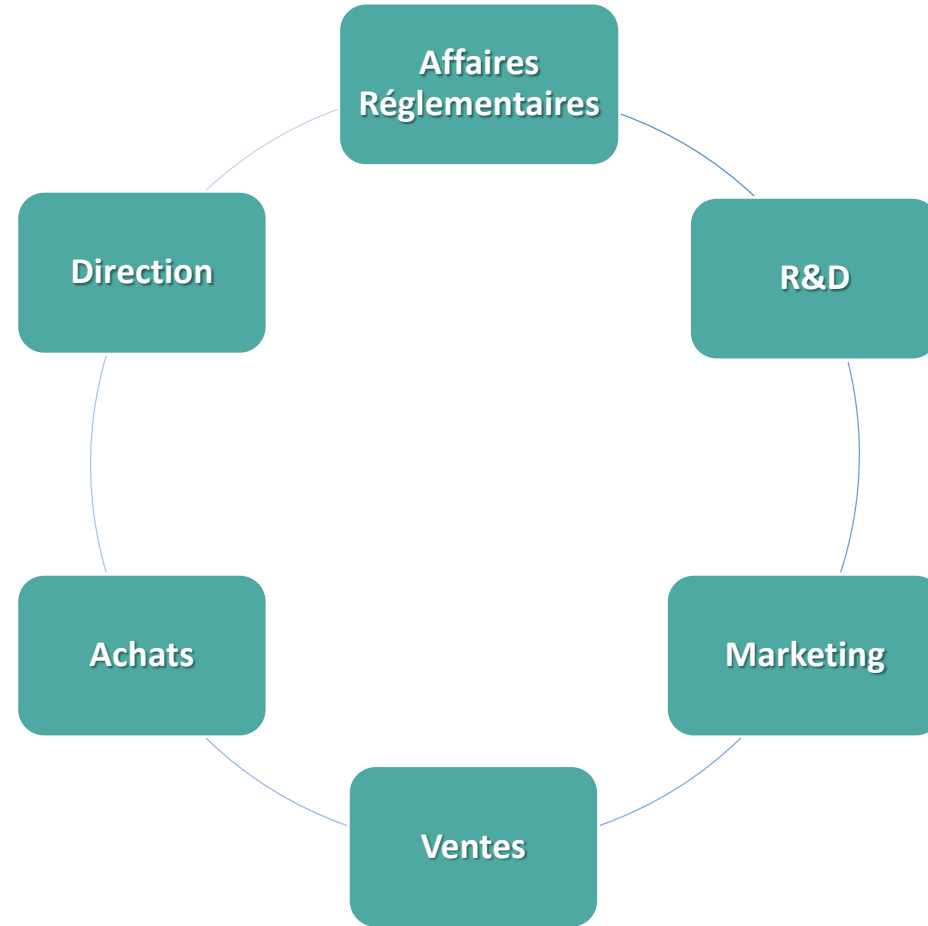 Affaires
Réglementaires
Direction
R&D
Achats
Marketing
Ventes